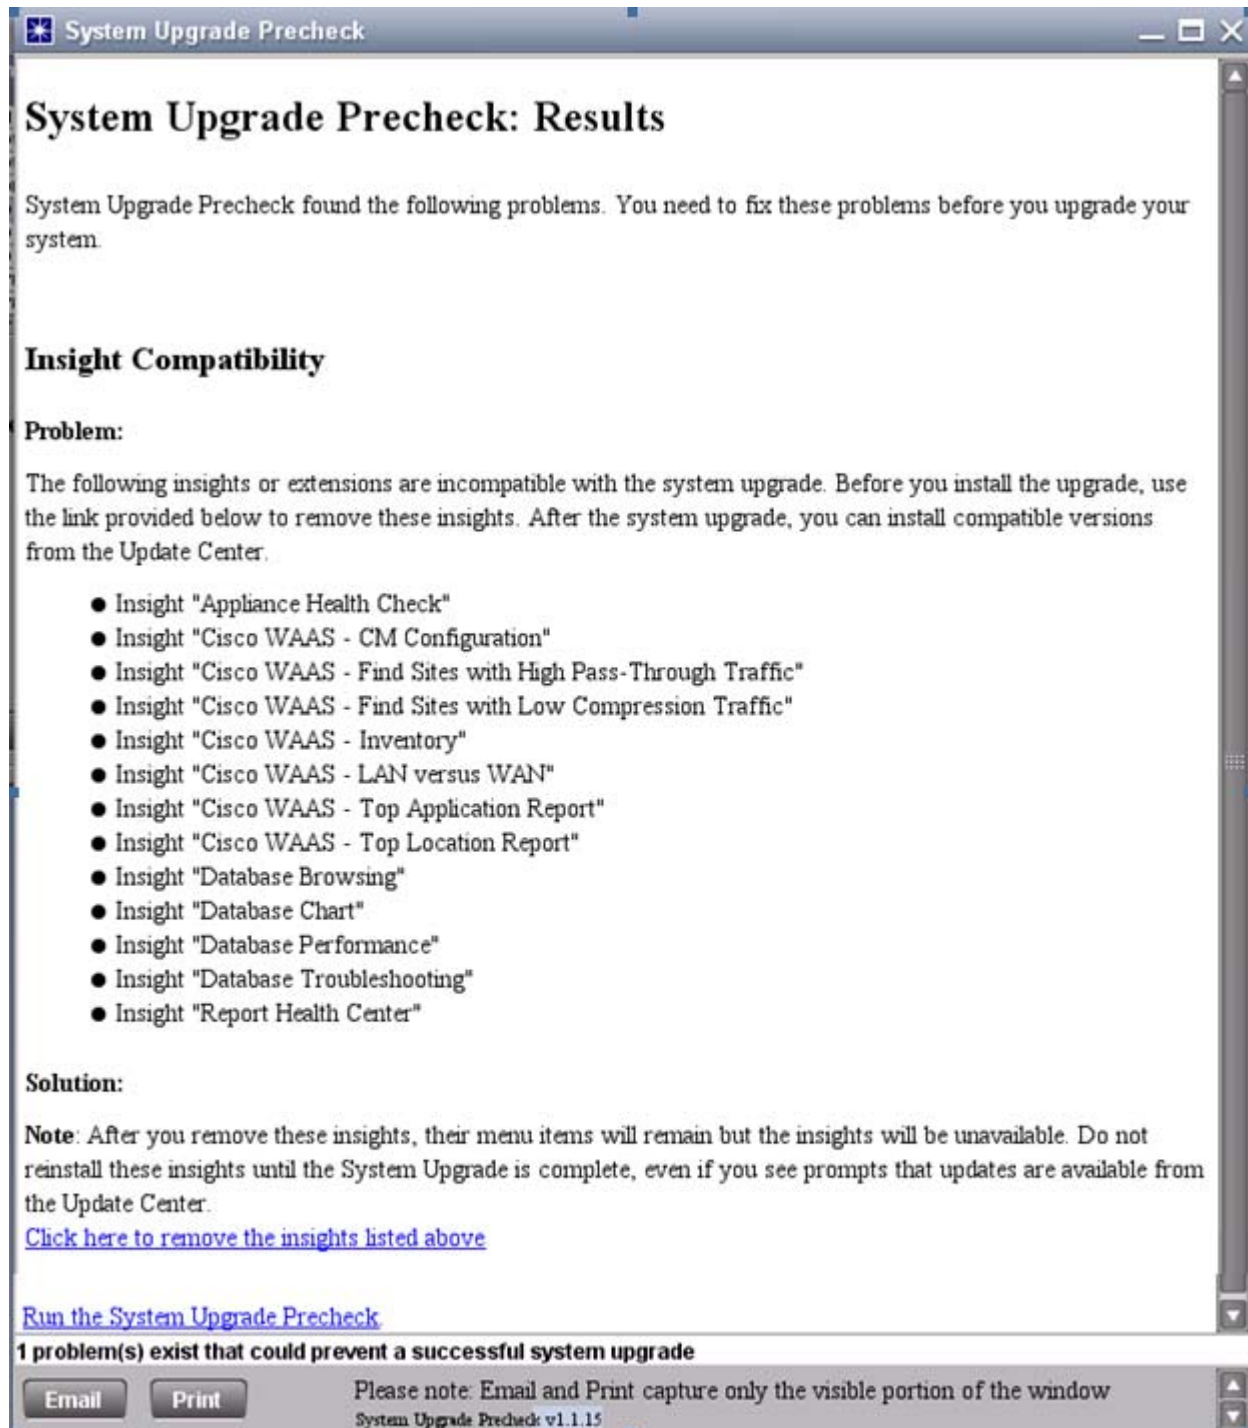 System Upgrade Precheck
System Upgrade Precheck: Results
System Upgrade Precheck found the following problems. You need to fix these problems before you upgrade your
system.
Insight Compatibility
Problem:
The following insights or extensions are incompatible with the system upgrade. Before you install the upgrade, use
the link provided below to remove these insights. After the system upgrade, you can install compatible versions
from the Update Center.
● Insight "Appliance Health Check"
● Insight "Cisco WAAS - CM Configuration"
● Insight "Cisco WAAS - Find Sites with High Pass-Through Traffic"
● Insight "Cisco WAAS - Find Sites with Low Compression Traffic"
● Insight "Cisco WAAS - Inventory"
● Insight "Cisco WAAS - LAN versus WAN"
● Insight "Cisco WAAS - Top Application Report"
● Insight "Cisco WAAS - Top Location Report"
● Insight "Database Browsing"
● Insight "Database Chart"
● Insight "Database Performance"
● Insight "Database Troubleshooting"
● Insight "Report Health Center"
Solution:
Note: After you remove these insights, their menu items will remain but the insights will be unavailable. Do not
reinstall these insights until the System Upgrade is complete, even if you see prompts that updates are available from
the Update Center.
Click here to remove the insights listed above
Run the System Upgrade Precheck
1 problem(s) exist that could prevent a successful system upgrade
Email Print Please note: Email and Print capture only the visible portion of the window
System Upgrade Precheck v1.1.15